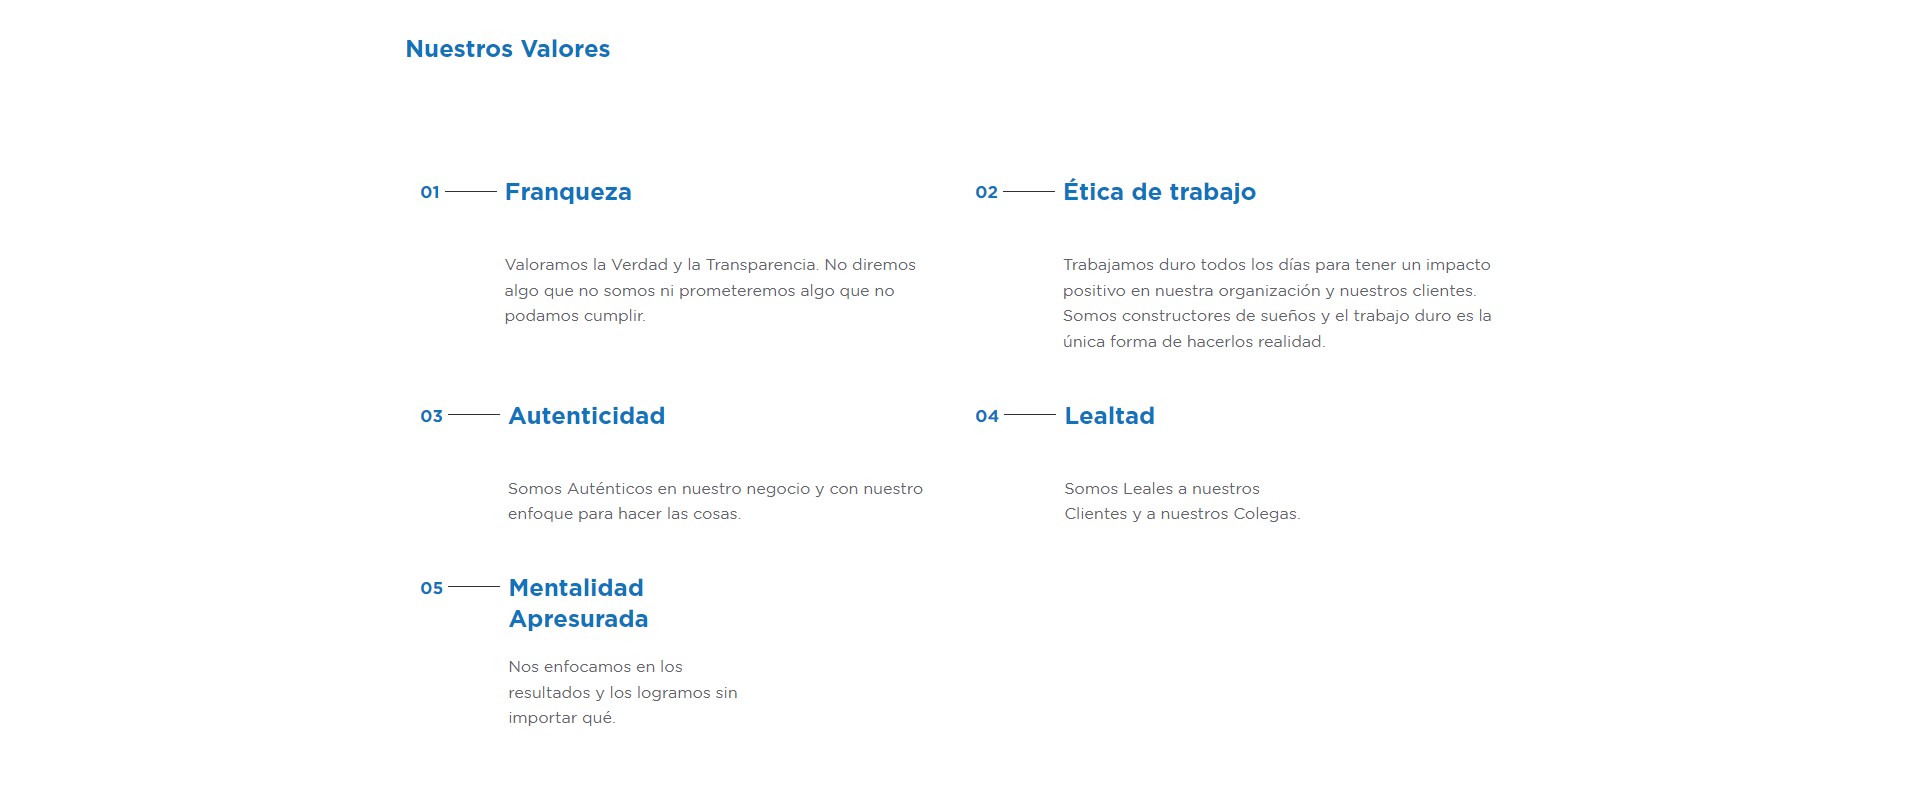 Nuestros Valores
01
Franqueza
Valoramos la Verdad y la Transparencia. No diremos
algo que no somos ni prometeremos algo que no
podamos cumplir.
02
Ética de trabajo
Trabajamos duro todos los días para tener un impacto
positivo en nuestra organización y nuestros clientes.
Somos constructores de sueños y el trabajo duro es la
única forma de hacerlos realidad.
03
Autenticidad
Somos Auténticos en nuestro negocio y con nuestro
enfoque para hacer las cosas.
04
Lealtad
Somos Leales a nuestros
Clientes y a nuestros Colegas.
05
Mentalidad
Apresurada
Nos enfocamos en los
resultados y los logramos sin
importar qué.